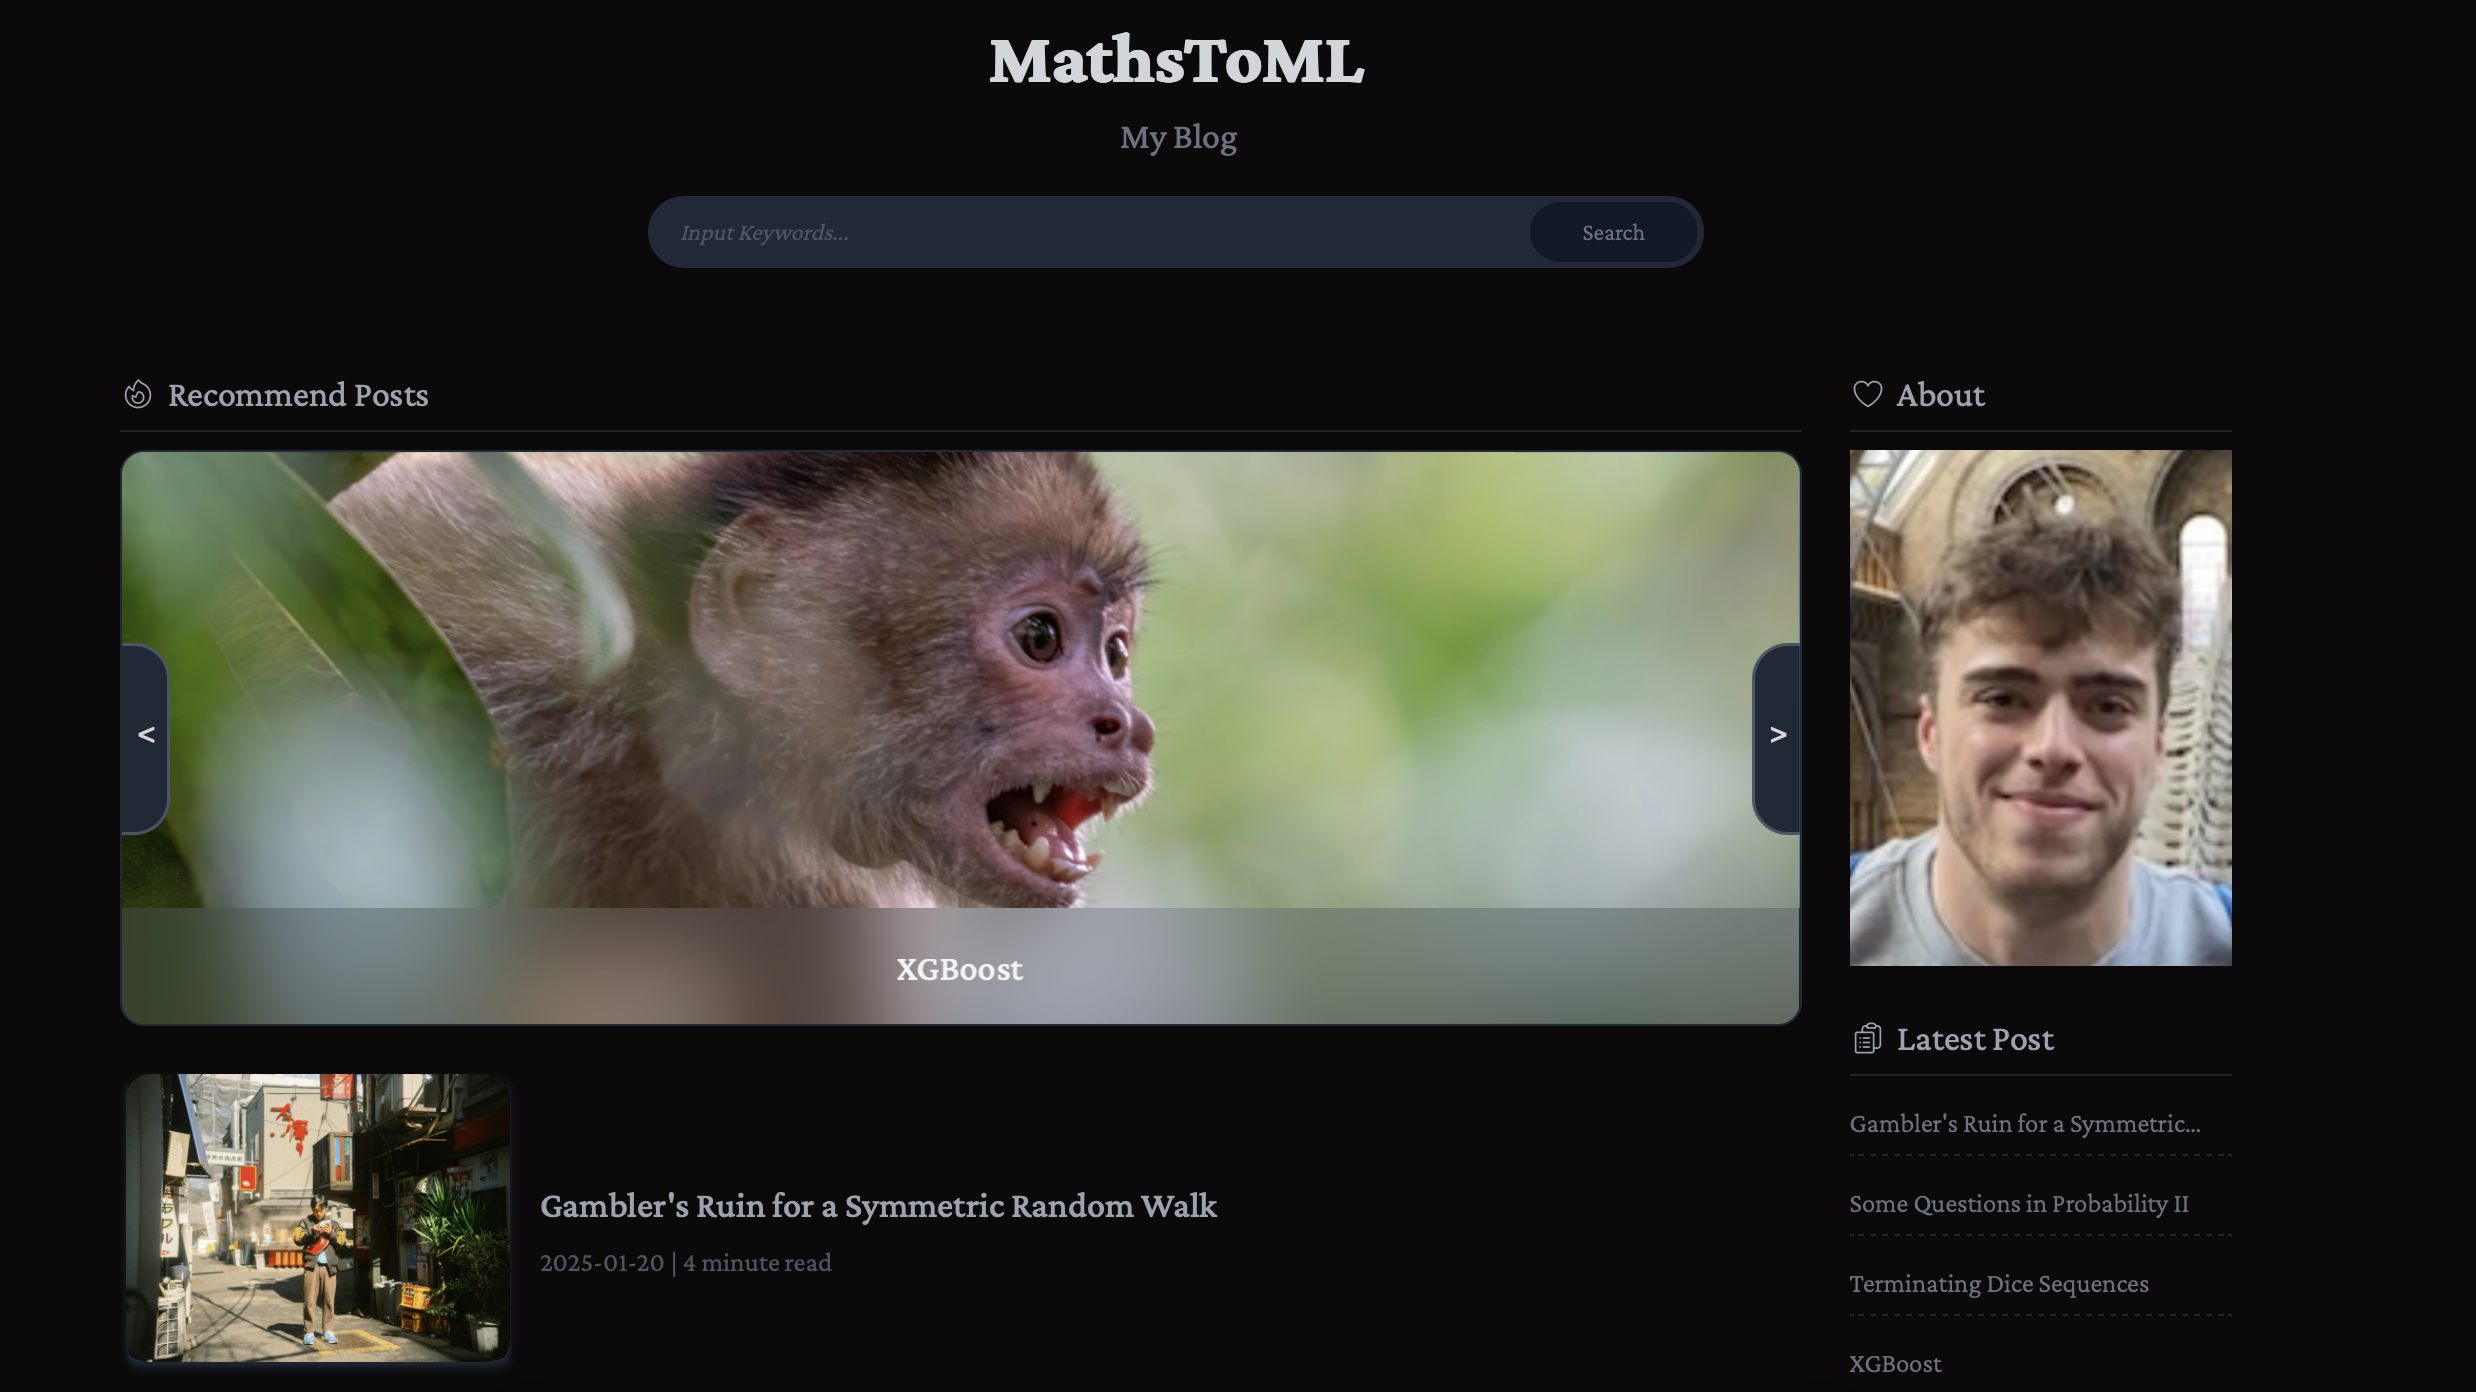 MathsToML
My Blog
Input Keywords...
Search
Recommend Posts
<
>
XGBoost
Gambler's Ruin for a Symmetric Random Walk
2025-01-20 | 4 minute read
About
Latest Post
Gambler's Ruin for a Symmetric...
Some Questions in Probability II
Terminating Dice Sequences
XGBoost